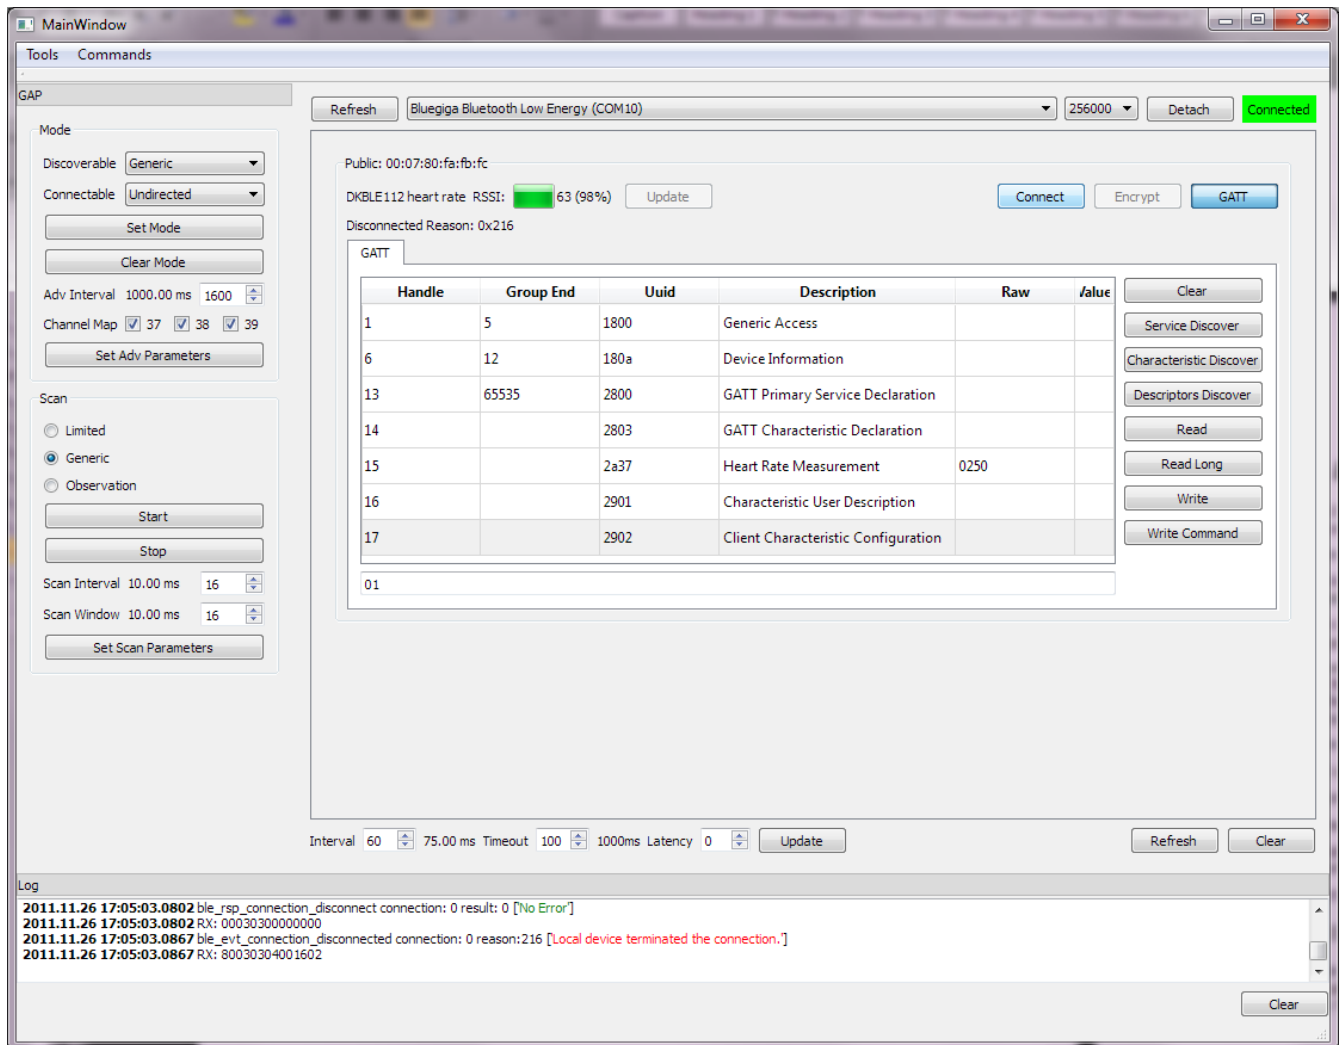 MainWindow
Tools Commands
GAP
Mode
Discoverable Generic
Connectable Undirected
Set Mode
Clear Mode
Adv Interval 1000.00 ms 1600
Channel Map 37 38 39
Set Adv Parameters
Scan
Limited
Generic
Observation
Start
Stop
Scan Interval 10.00 ms 16
Scan Window 10.00 ms 16
Set Scan Parameters
Refresh Bluegiga Bluetooth Low Energy (COM10) 256000 Detach Connected
Public: 00:07:80:fa:fb:fc
DKBLE112 heart rate RSSI: 63 (98%) Update Connect Encrypt GATT
Disconnected Reason: 0x216
GATT
Handle Group End Uuid Description Raw Value
1 5 1800 Generic Access
6 12 180a Device Information
13 65535 2800 GATT Primary Service Declaration
14 2803 GATT Characteristic Declaration
15 2a37 Heart Rate Measurement 0250
16 2901 Characteristic User Description
17 2902 Client Characteristic Configuration
01
Clear
Service Discover
Characteristic Discover
Descriptors Discover
Read
Read Long
Write
Write Command
Interval 60 75.00 ms Timeout 100 1000ms Latency 0 Update Refresh Clear
Log
2011.11.26 17:05:03.0802 ble_rsp_connection_disconnect connection: 0 result: 0 ['No Error']
2011.11.26 17:05:03.0802 RX: 00030300000000
2011.11.26 17:05:03.0867 ble_evt_connection_disconnected connection: 0 reason:216 ['Local device terminated the connection.']
2011.11.26 17:05:03.0867 RX: 80030304001602
Clear